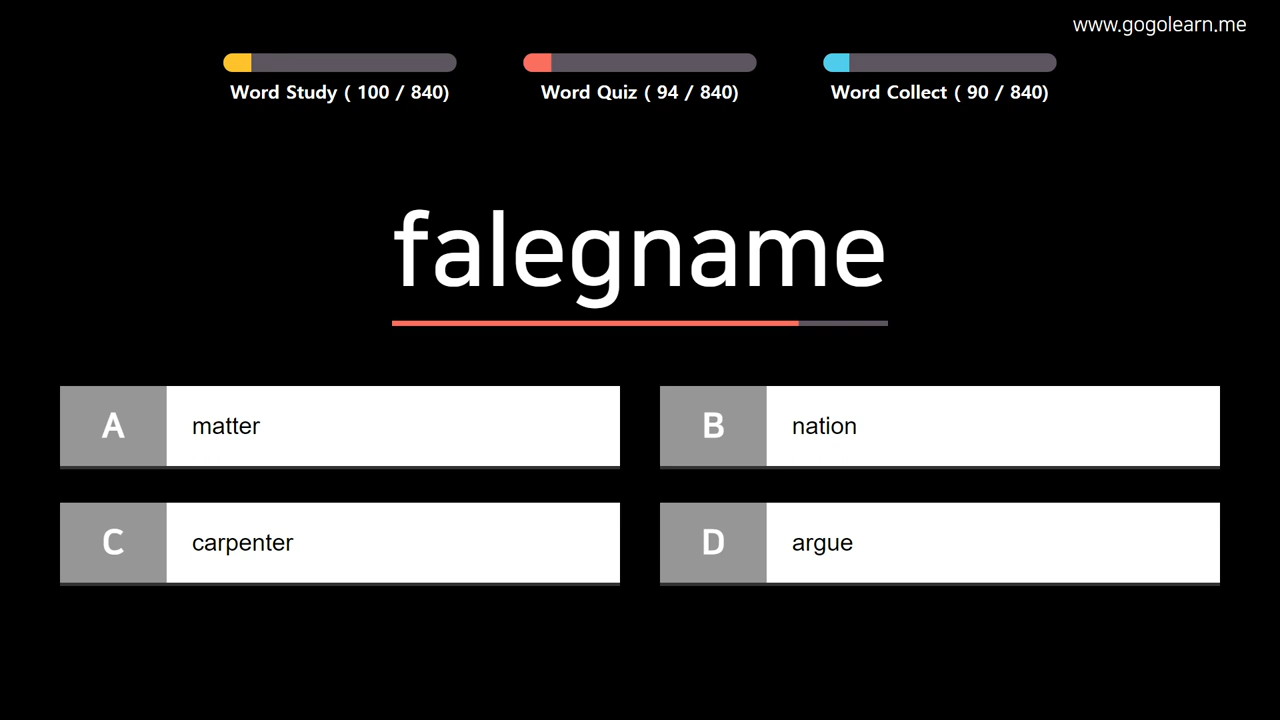 www.gogolearn.me
Word Study ( 100 / 840)
Word Quiz ( 94 / 840)
Word Collect ( 90 / 840)
falegname
A matter
B nation
C carpenter
D argue